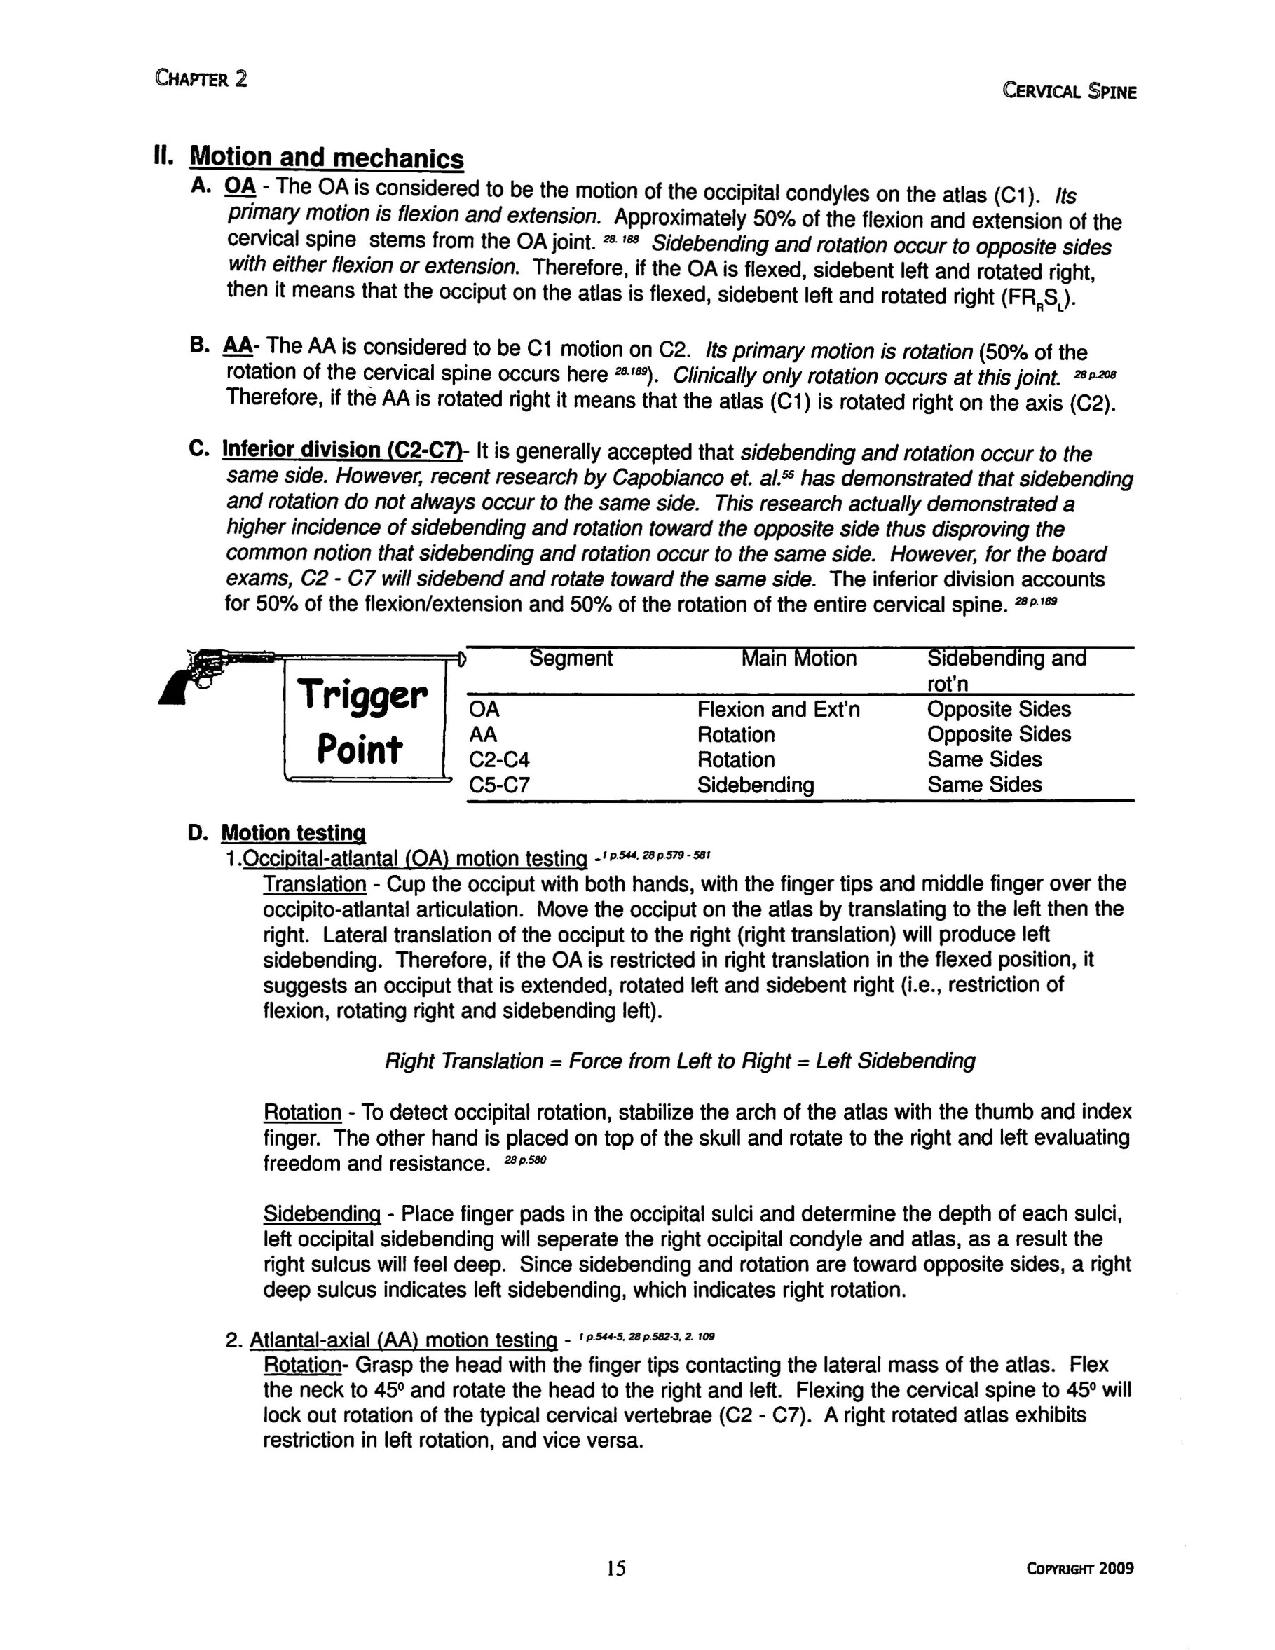 CHAPTER 2
CERVICAL SPINE
II. Motion and mechanics
A. OA - The OA is considered to be the motion of the occipital condyles on the atlas (C1). Its
primary motion is flexion and extension. Approximately 50% of the flexion and extension of the
cervical spine stems from the OA joint. 28, 189 Sidebending and rotation occur to opposite sides
with either flexion or extension. Therefore, if the OA is flexed, sidebent left and rotated right,
then it means that the occiput on the atlas is flexed, sidebent left and rotated right (FRRSL).
B. AA- The AA is considered to be C1 motion on C2. Its primary motion is rotation (50% of the
rotation of the cervical spine occurs here 28,189). Clinically only rotation occurs at this joint. 28 p.208
Therefore, if the AA is rotated right it means that the atlas (C1) is rotated right on the axis (C2).
C. Inferior division (C2-C7)- It is generally accepted that sidebending and rotation occur to the
same side. However, recent research by Capobianco et. al.55 has demonstrated that sidebending
and rotation do not always occur to the same side. This research actually demonstrated a
higher incidence of sidebending and rotation toward the opposite side thus disproving the
common notion that sidebending and rotation occur to the same side. However, for the board
exams, C2 - C7 will sidebend and rotate toward the same side. The inferior division accounts
for 50% of the flexion/extension and 50% of the rotation of the entire cervical spine. 28 p.189
Trigger
Point
Segment Main Motion Sidebending and
rot'n
OA Flexion and Ext'n Opposite Sides
AA Rotation Opposite Sides
C2-C4 Rotation Same Sides
C5-C7 Sidebending Same Sides
D. Motion testing
1.Occipital-atlantal (OA) motion testing -1 p.544, 28 p.579 - 581
Translation - Cup the occiput with both hands, with the finger tips and middle finger over the
occipito-atlantal articulation. Move the occiput on the atlas by translating to the left then the
right. Lateral translation of the occiput to the right (right translation) will produce left
sidebending. Therefore, if the OA is restricted in right translation in the flexed position, it
suggests an occiput that is extended, rotated left and sidebent right (i.e., restriction of
flexion, rotating right and sidebending left).
Right Translation = Force from Left to Right = Left Sidebending
Rotation - To detect occipital rotation, stabilize the arch of the atlas with the thumb and index
finger. The other hand is placed on top of the skull and rotate to the right and left evaluating
freedom and resistance. 28 p.580
Sidebending - Place finger pads in the occipital sulci and determine the depth of each sulci,
left occipital sidebending will seperate the right occipital condyle and atlas, as a result the
right sulcus will feel deep. Since sidebending and rotation are toward opposite sides, a right
deep sulcus indicates left sidebending, which indicates right rotation.
2. Atlantal-axial (AA) motion testing - 1 p.544-5, 28 p.582-3, 2, 109
Rotation- Grasp the head with the finger tips contacting the lateral mass of the atlas. Flex
the neck to 45º and rotate the head to the right and left. Flexing the cervical spine to 45º will
lock out rotation of the typical cervical vertebrae (C2 - C7). A right rotated atlas exhibits
restriction in left rotation, and vice versa.
15
COPYRIGHT 2009